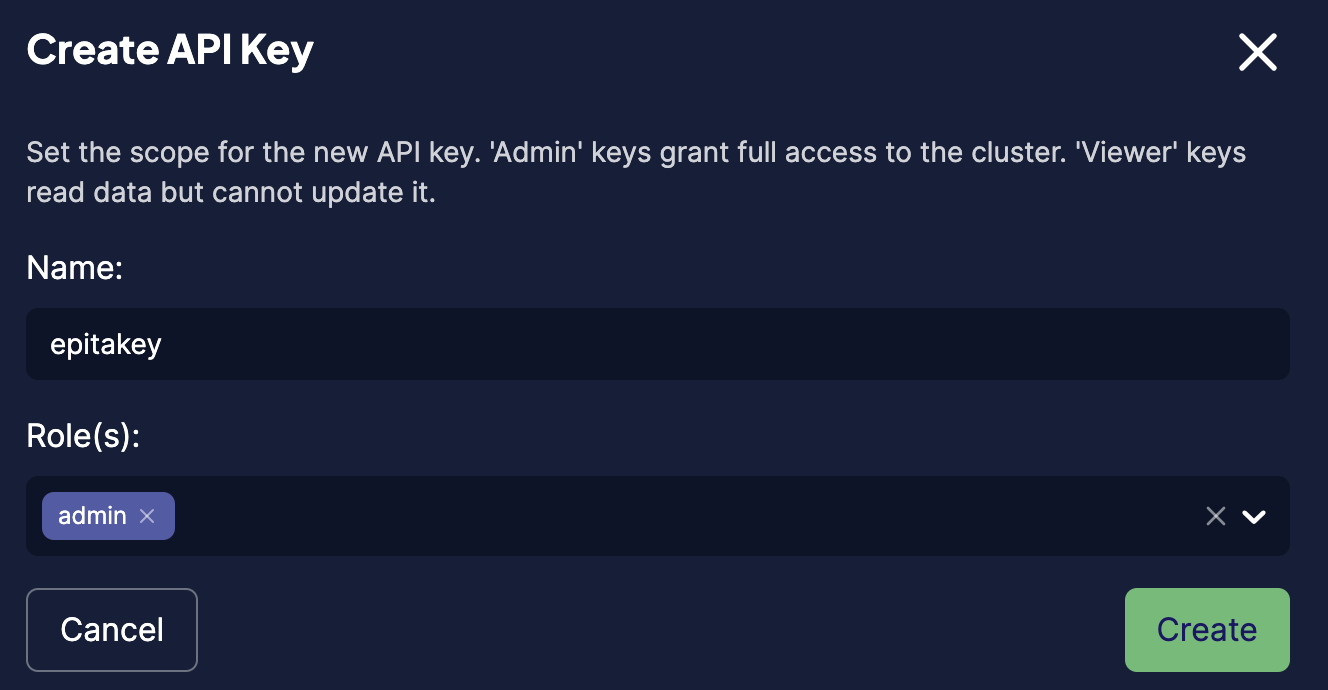 Create API Key
Set the scope for the new API key. 'Admin' keys grant full access to the cluster. 'Viewer' keys
read data but cannot update it.
Name:
epitakey
Role(s):
admin
Cancel
Create